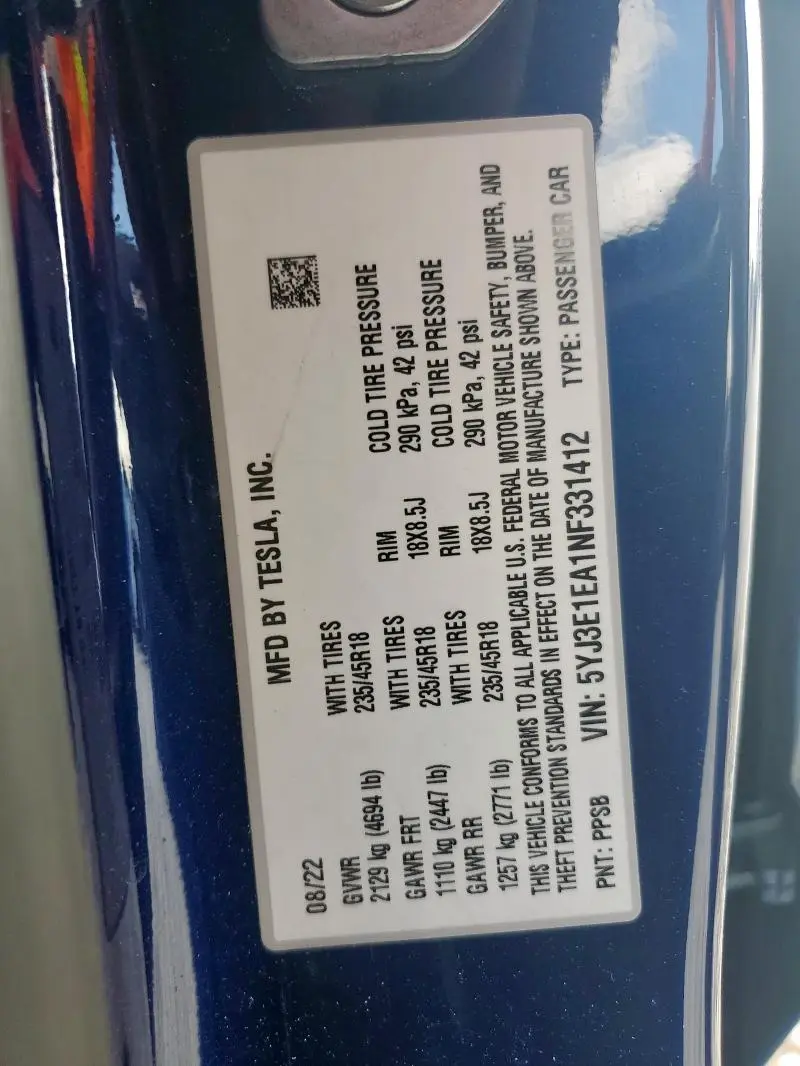 MFD BY TESLA, INC.
08/22
GVWR WITH TIRES RIM COLD TIRE PRESSURE
2129 kg (4694 lb) 235/45R18 18X8.5J 290 kPa, 42 psi
GAWR FRT WITH TIRES RIM COLD TIRE PRESSURE
1110 kg (2447 lb) 235/45R18 18X8.5J 290 kPa, 42 psi
GAWR RR WITH TIRES
1257 kg (2771 lb) 235/45R18
THIS VEHICLE CONFORMS TO ALL APPLICABLE U.S. FEDERAL MOTOR VEHICLE SAFETY, BUMPER, AND
THEFT PREVENTION STANDARDS IN EFFECT ON THE DATE OF MANUFACTURE SHOWN ABOVE.
PNT: PPSB VIN: 5YJ3E1EA1NF331412 TYPE: PASSENGER CAR